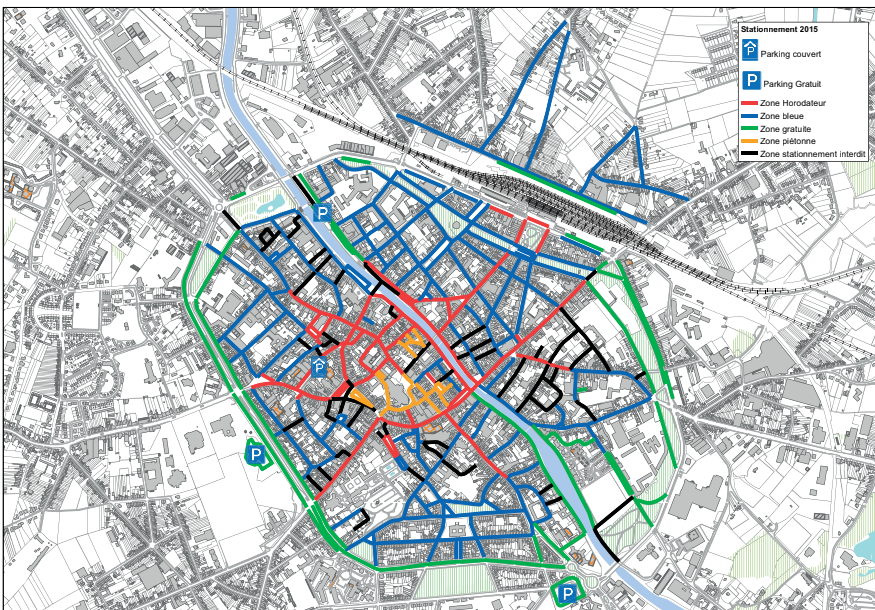 Stationnement 2015
P Parking couvert
P Parking Gratuit
Zone Horodateur
Zone bleue
Zone gratuite
Zone piétonne
Zone stationnement interdit
P
P
P
P